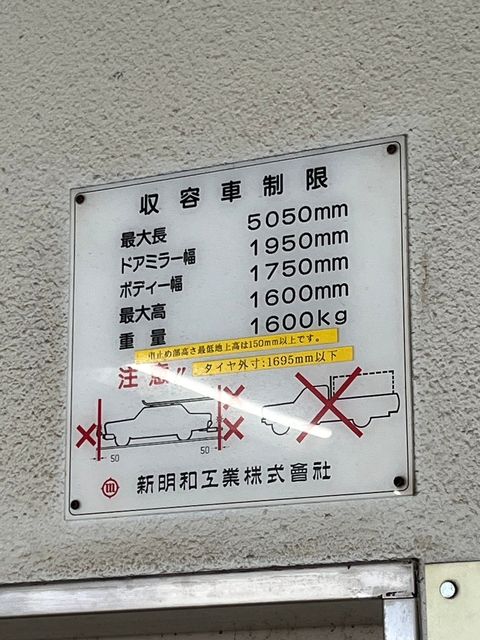 収容車制限
最大長 5050mm
ドアミラー幅 1950mm
ボディー幅 1750mm
最大高 1600mm
重量 1600kg
車止め部高さ最低地上高は150mm以上です。
注意〃 タイヤ外寸:1695mm以下
50 50
新明和工業株式會社